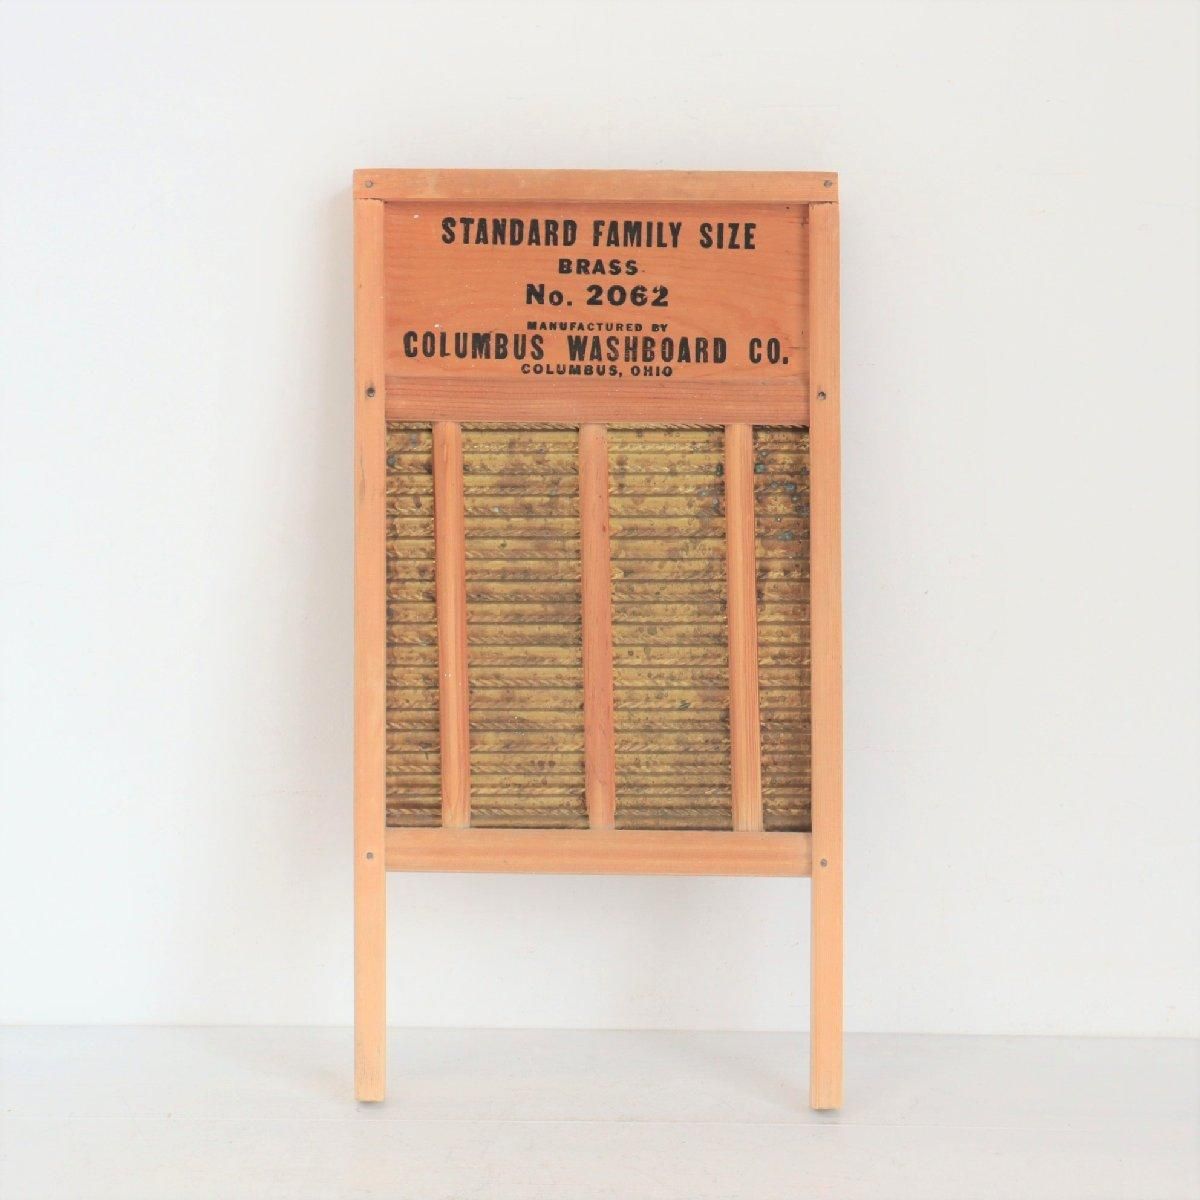 STANDARD FAMILY SIZE
BRASS
No. 2062
MANUFACTURED BY
COLUMBUS WASHBOARD CO.
COLUMBUS, OHIO